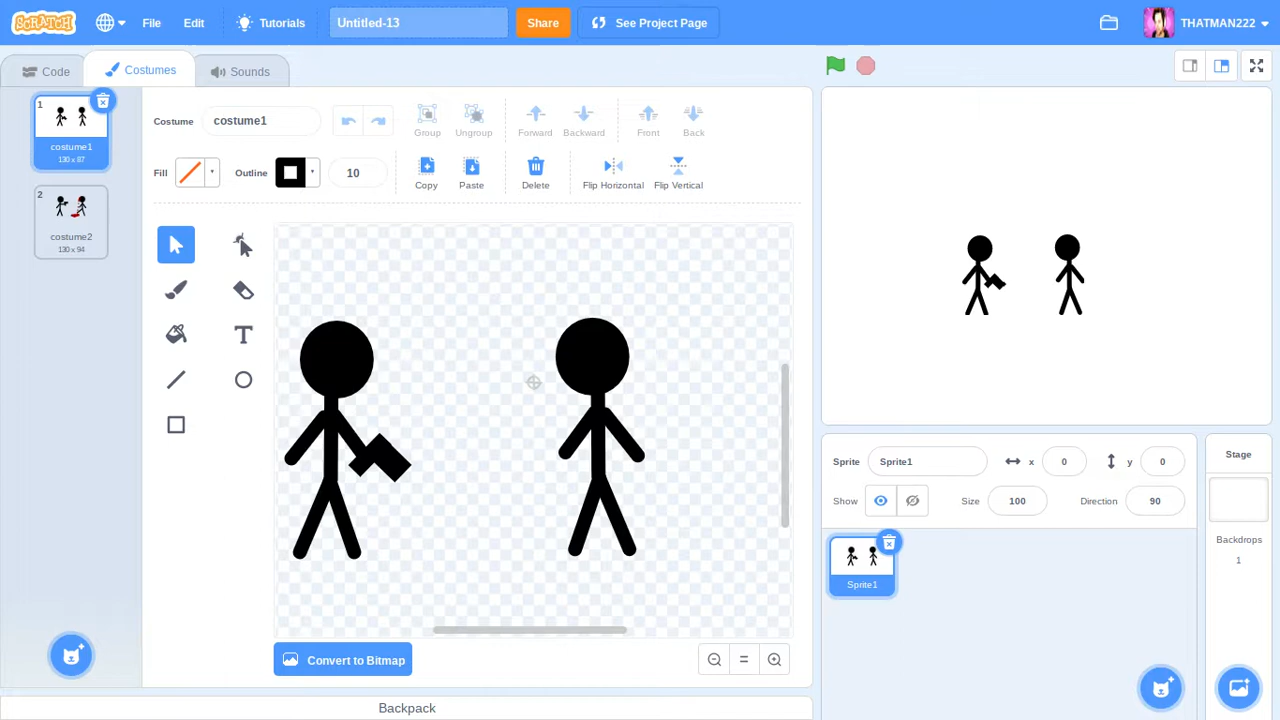 SCRATCH
File
Edit
Tutorials
Untitled-13
Share
See Project Page
THATMAN222
Code
Costumes
Sounds
1
costume1
130 x 87
2
costume2
130 x 94
Costume
costume1
Group
Ungroup
Forward
Backward
Front
Back
Fill
Outline
10
Copy
Paste
Delete
Flip Horizontal
Flip Vertical
Convert to Bitmap
Backpack
Sprite
Sprite1
x
0
y
0
Show
Size
100
Direction
90
Sprite1
Stage
Backdrops
1